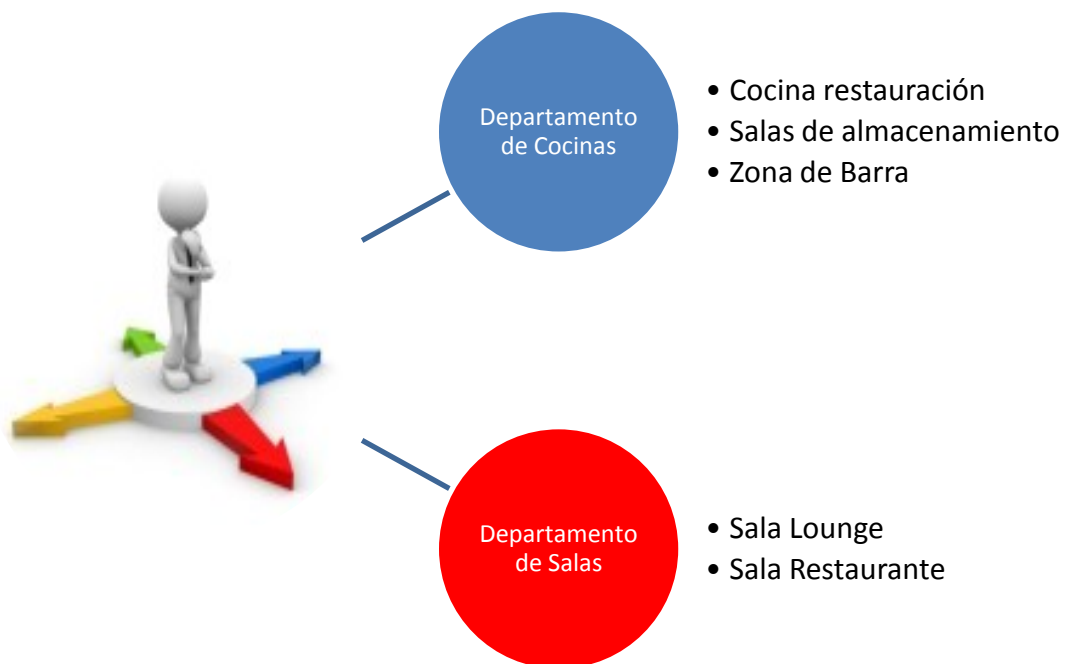 Departamento
de Cocinas
• Cocina restauración
• Salas de almacenamiento
• Zona de Barra
Departamento
de Salas
• Sala Lounge
• Sala Restaurante